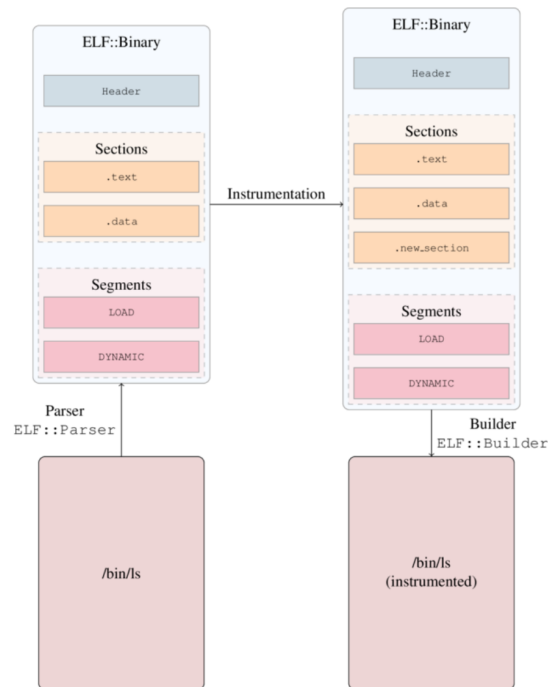 ELF::Binary
Header
Sections
.text
.data
Segments
LOAD
DYNAMIC
Parser
ELF::Parser
/bin/ls
Instrumentation
ELF::Binary
Header
Sections
.text
.data
.new_section
Segments
LOAD
DYNAMIC
Builder
ELF::Builder
/bin/ls
(instrumented)